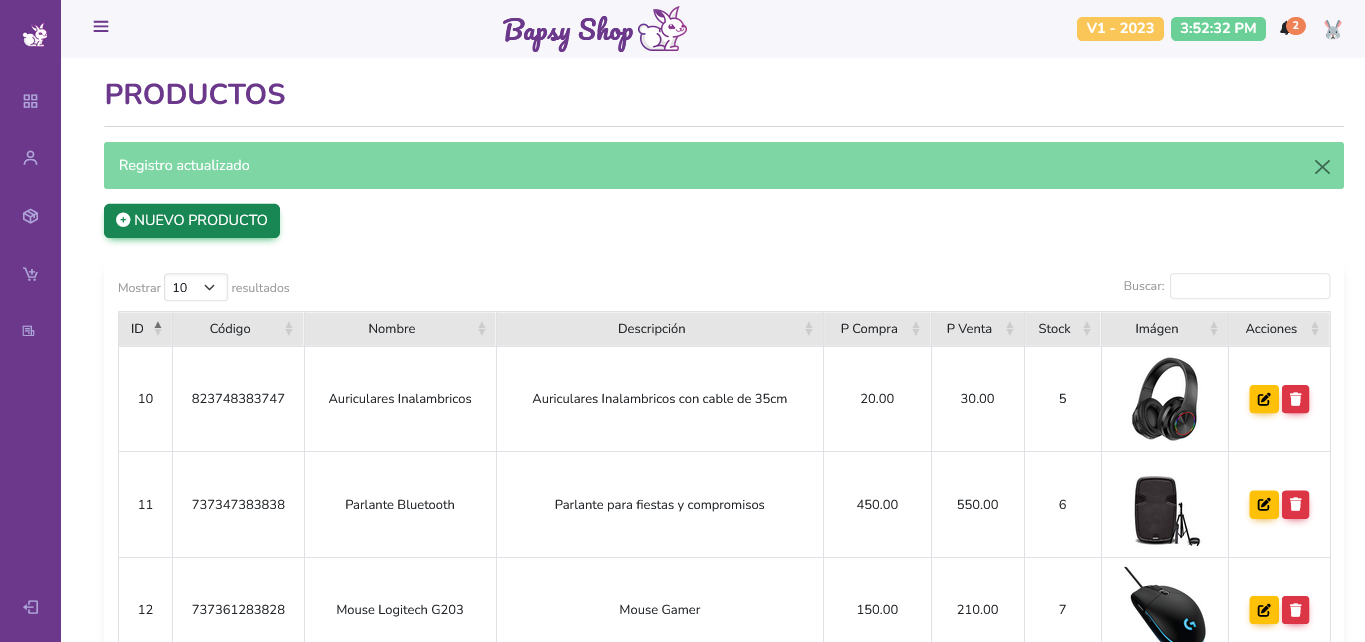 Bapsy Shop
V1 - 2023
3:52:32 PM
2
PRODUCTOS
Registro actualizado
NUEVO PRODUCTO
Mostrar 10 resultados
Buscar:
ID Código Nombre Descripción P Compra P Venta Stock Imágen Acciones
10 823748383747 Auriculares Inalambricos Auriculares Inalambricos con cable de 35cm 20.00 30.00 5
11 737347383838 Parlante Bluetooth Parlante para fiestas y compromisos 450.00 550.00 6
12 737361283828 Mouse Logitech G203 Mouse Gamer 150.00 210.00 7